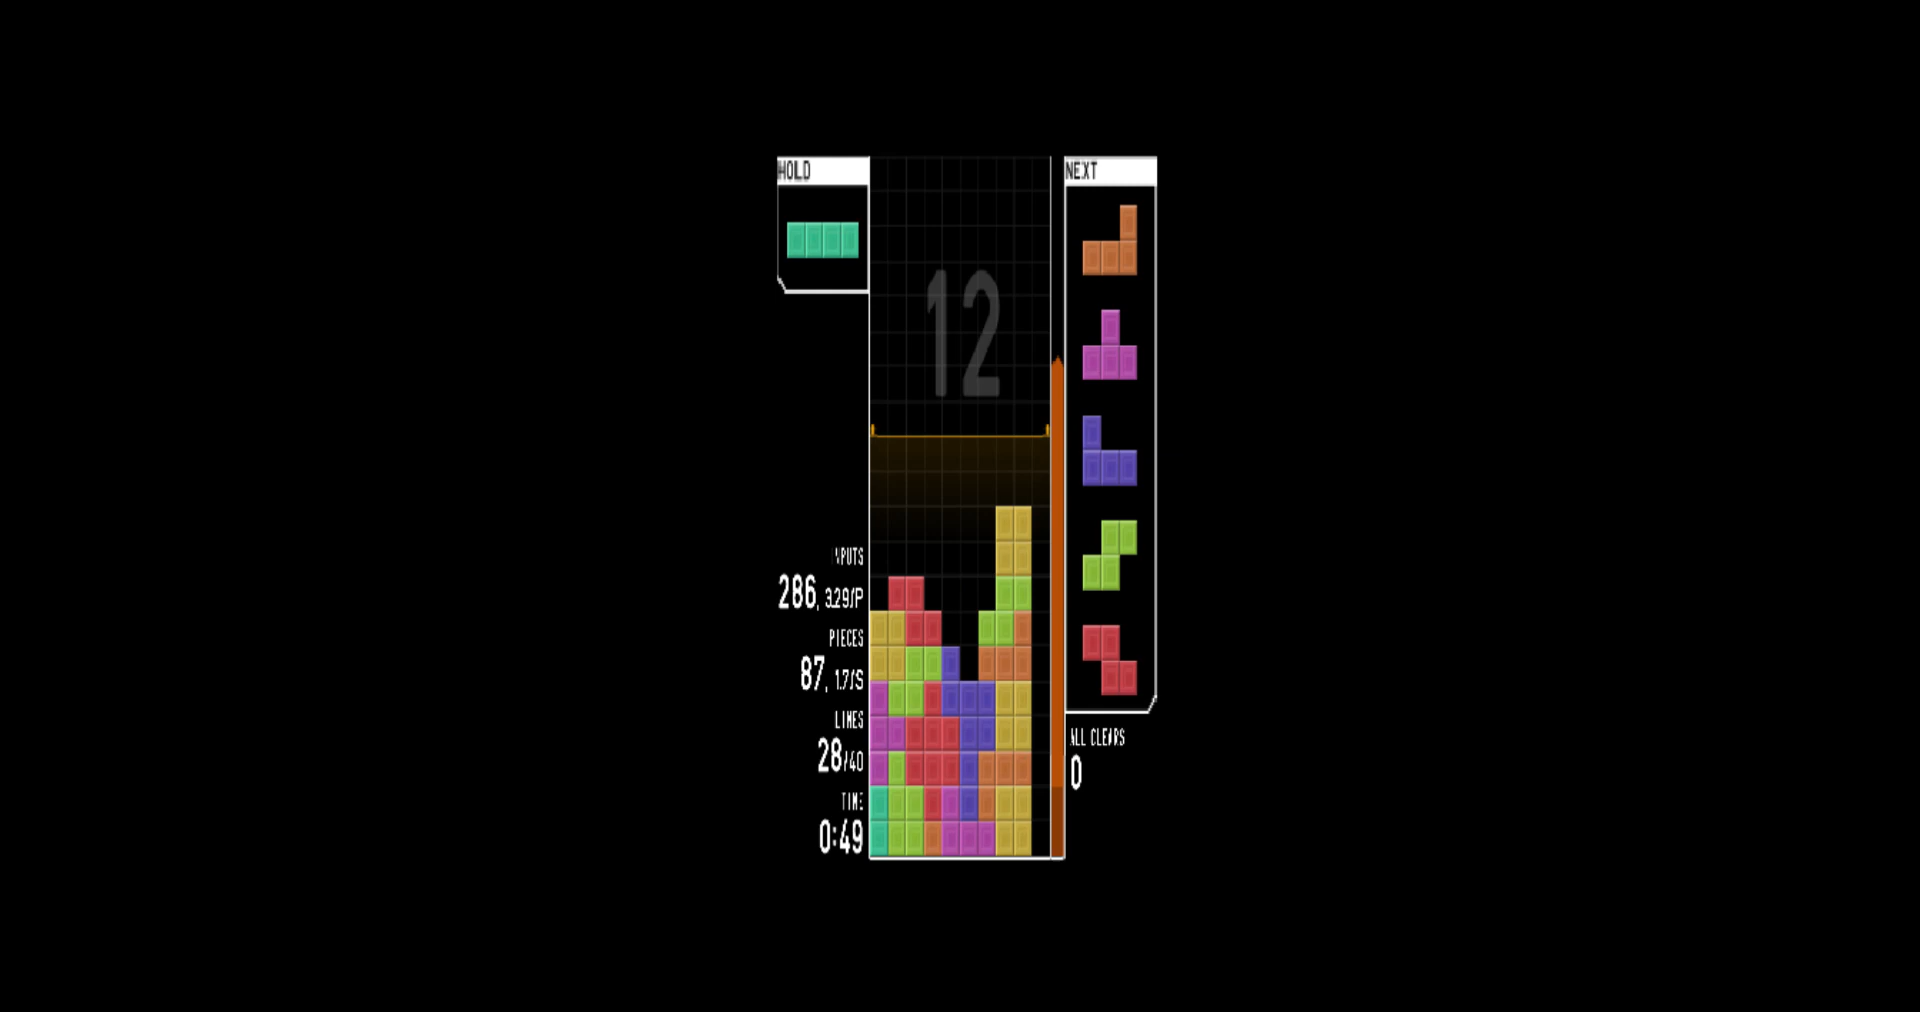 HOLD
NEXT
12
INPUTS
286, 3.29/P
PIECES
87, 1.7/S
LINES
28/40
ALL CLEARS
0
TIME
0:49